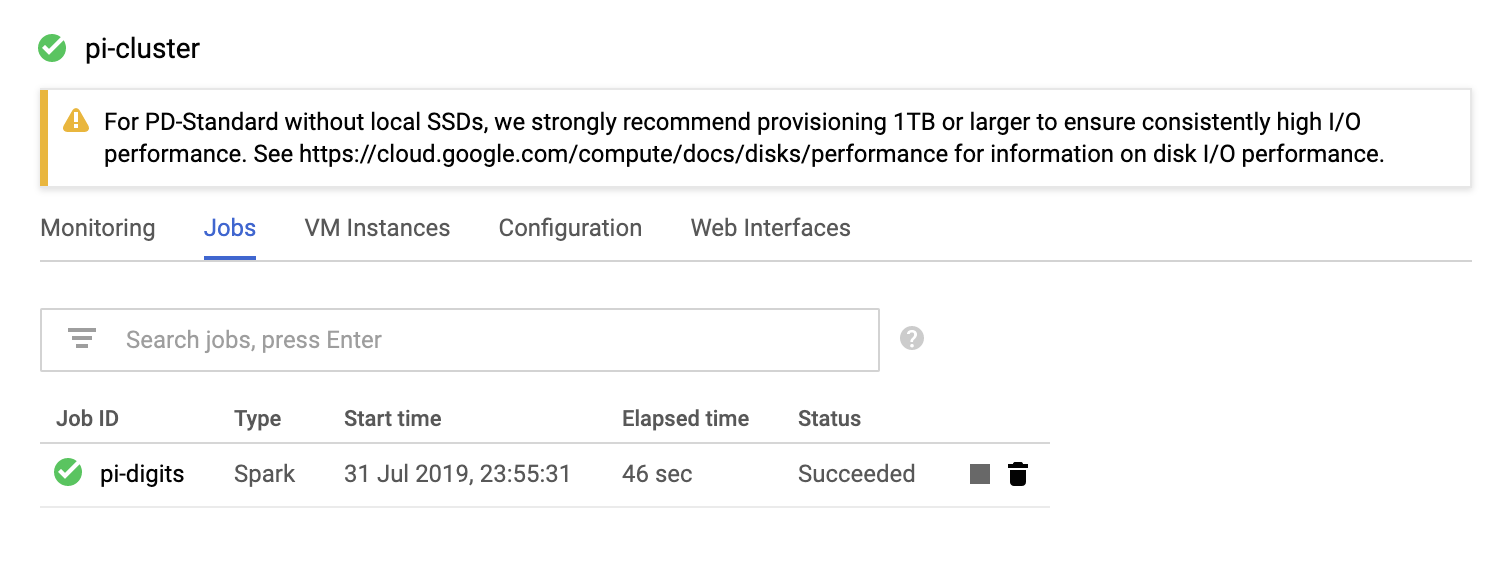 pi-cluster
For PD-Standard without local SSDs, we strongly recommend provisioning 1TB or larger to ensure consistently high I/O
performance. See https://cloud.google.com/compute/docs/disks/performance for information on disk I/O performance.
Monitoring Jobs VM Instances Configuration Web Interfaces
Search jobs, press Enter ?
Job ID Type Start time Elapsed time Status
pi-digits Spark 31 Jul 2019, 23:55:31 46 sec Succeeded